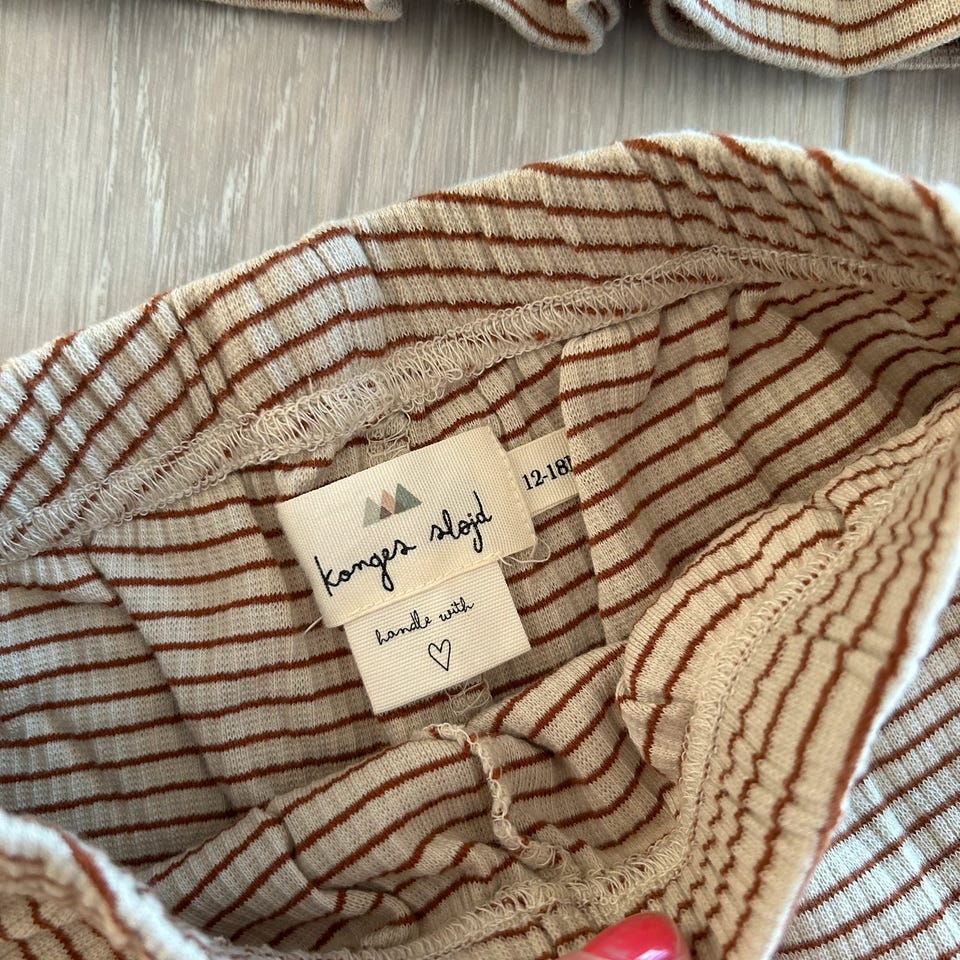 konges sløjd
12-18
handle with